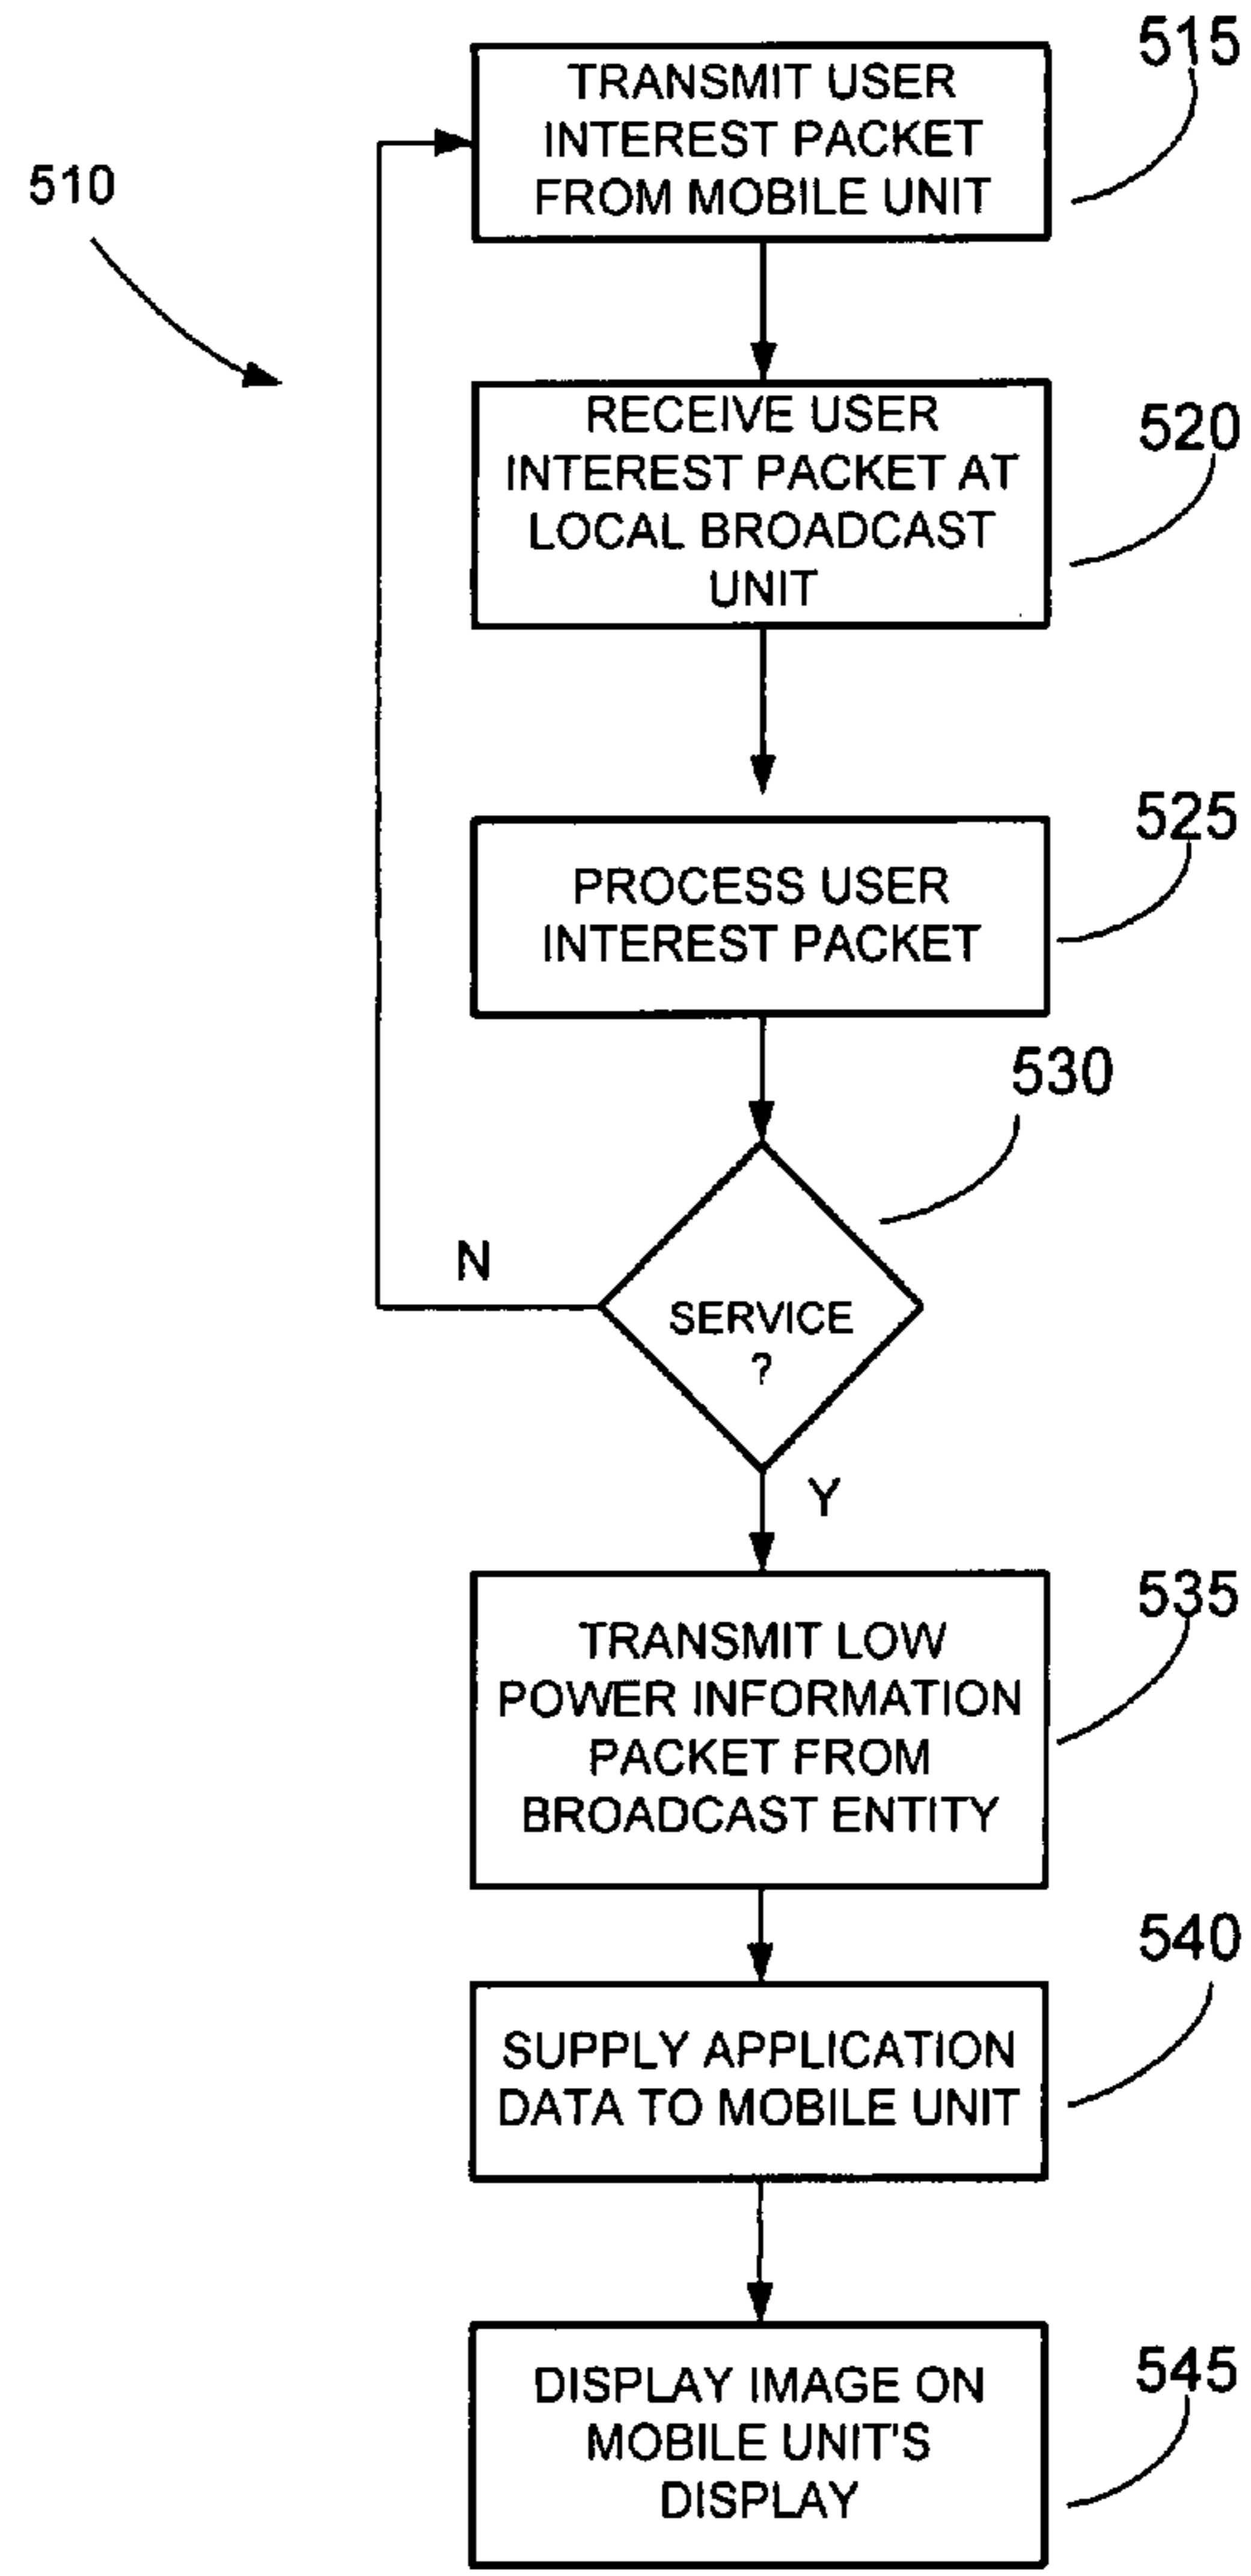 515
TRANSMIT USER
INTEREST PACKET
FROM MOBILE UNIT
510
520
RECEIVE USER
INTEREST PACKET AT
LOCAL BROADCAST
UNIT
525
PROCESS USER
INTEREST PACKET
530
N
SERVICE
?
Y
535
TRANSMIT LOW
POWER INFORMATION
PACKET FROM
BROADCAST ENTITY
540
SUPPLY APPLICATION
DATA TO MOBILE UNIT
545
DISPLAY IMAGE ON
MOBILE UNIT'S
DISPLAY